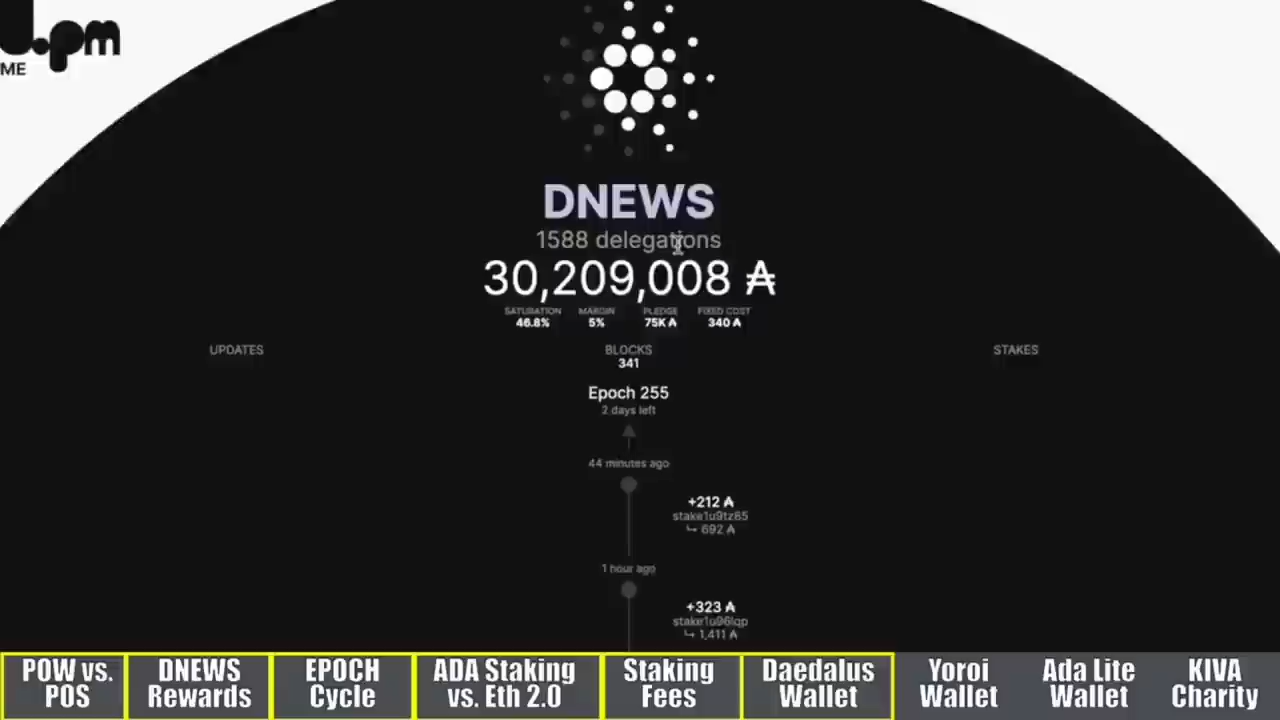 .pm
ME
DNEWS
1588 delegations
30,209,008 ₳
SATURATION MARGIN PLEDGE FIXED COST
46.8% 5% 75K ₳ 340 ₳
UPDATES BLOCKS STAKES
341
Epoch 255
2 days left
44 minutes ago
+212 ₳
stake1u9tz85
↳ 692 ₳
1 hour ago
+323 ₳
stake1u96lqp
↳ 1,411 ₳
POW vs. POS
DNEWS Rewards
EPOCH Cycle
ADA Staking vs. Eth 2.0
Staking Fees
Daedalus Wallet
Yoroi Wallet
Ada Lite Wallet
KIVA Charity